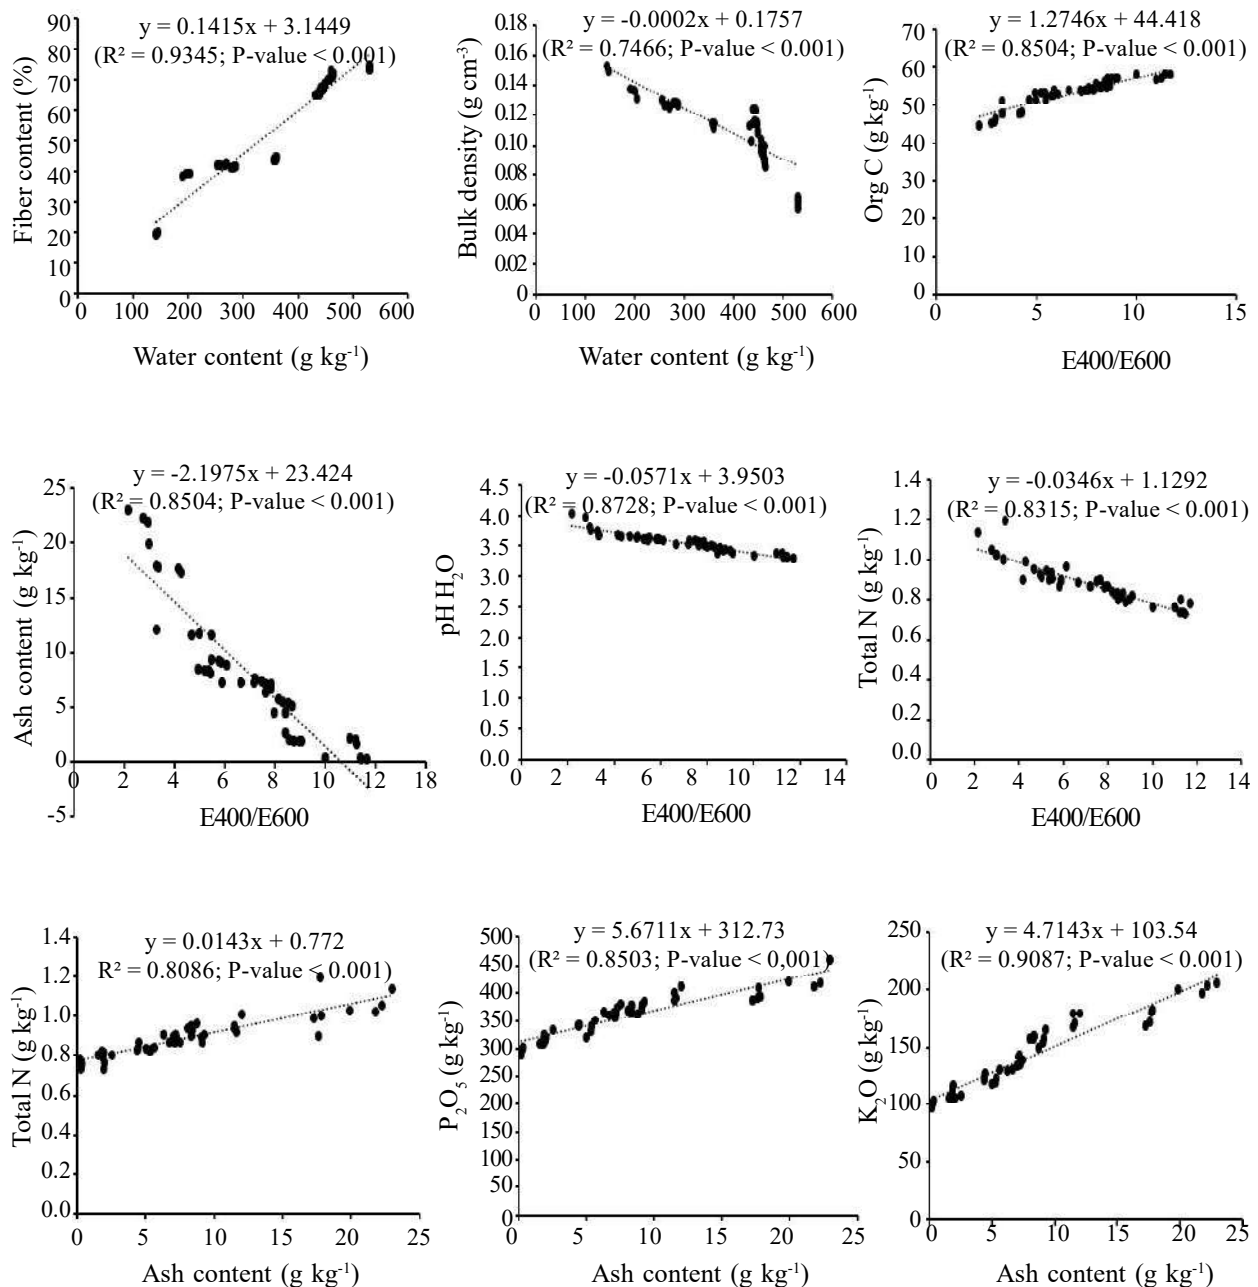 y = 0.1415x + 3.1449
(R² = 0.9345; P-value < 0.001)
Fiber content (%)
90
80
70
60
50
40
30
20
10
0
0 100 200 300 400 500 600
Water content (g kg⁻¹)
y = -0.0002x + 0.1757
(R² = 0.7466; P-value < 0.001)
Bulk density (g cm⁻³)
0.18
0.16
0.14
0.12
0.10
0.08
0.06
0.04
0.02
0
0 100 200 300 400 500 600
Water content (g kg⁻¹)
y = 1.2746x + 44.418
(R² = 0.8504; P-value < 0.001)
Org C (g kg⁻¹)
70
60
50
40
30
20
10
0
0 5 10 15
E400/E600
y = -2.1975x + 23.424
(R² = 0.8504; P-value < 0.001)
Ash content (g kg⁻¹)
25
20
15
10
5
0
-5
2 4 6 8 10 12 18
E400/E600
y = -0.0571x + 3.9503
(R² = 0.8728; P-value < 0.001)
pH H₂O
4.5
4.0
3.5
3.0
2.5
2.0
1.5
1.0
0.5
0.0
0 2 4 6 8 10 12 14
E400/E600
y = -0.0346x + 1.1292
(R² = 0.8315; P-value < 0.001)
Total N (g kg⁻¹)
1.4
1.2
1.0
0.8
0.6
0.4
0.2
0.0
0 2 4 6 8 10 12 14
E400/E600
y = 0.0143x + 0.772
R² = 0.8086; P-value < 0.001)
Total N (g kg⁻¹)
1.4
1.2
1.0
0.8
0.6
0.4
0.2
0.0
0 5 10 15 20 25
Ash content (g kg⁻¹)
y = 5.6711x + 312.73
(R² = 0.8503; P-value < 0,001)
P₂O₅ (g kg⁻¹)
500
450
400
350
300
250
200
150
100
50
0
0 5 10 15 20 25
Ash content (g kg⁻¹)
y = 4.7143x + 103.54
(R² = 0.9087; P-value < 0.001)
K₂O (g kg⁻¹)
250
200
150
100
50
0
0 5 10 15 20 25
Ash content (g kg⁻¹)